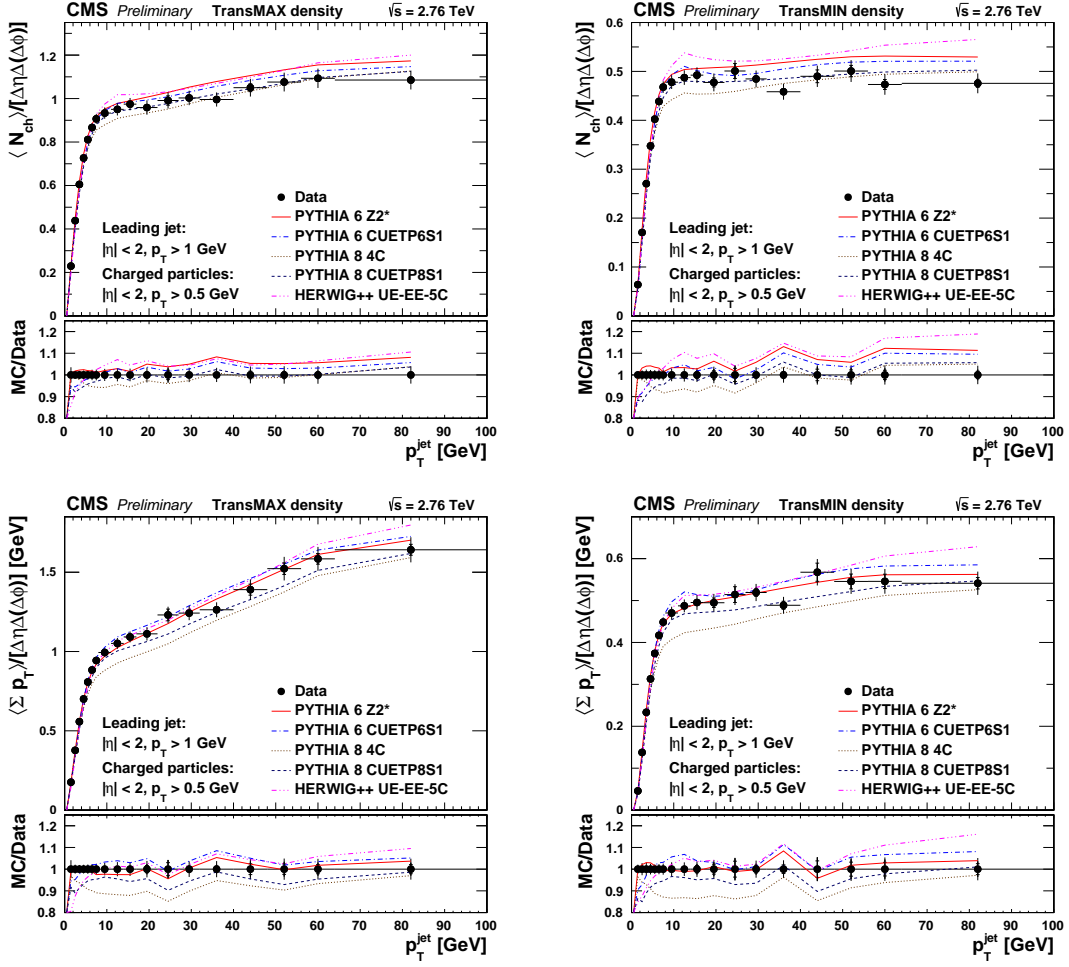 CMS Preliminary TransMAX density √s = 2.76 TeV
⟨ N_ch⟩/[ΔηΔ(Δϕ)]
1.2
1
0.8
0.6
0.4
0.2
0
Data
PYTHIA 6 Z2*
PYTHIA 6 CUETP6S1
PYTHIA 8 4C
PYTHIA 8 CUETP8S1
HERWIG++ UE-EE-5C
Leading jet:
|η| < 2, p_T > 1 GeV
Charged particles:
|η| < 2, p_T > 0.5 GeV
MC/Data
1.2
1.1
1
0.9
0.8
0 10 20 30 40 50 60 70 80 90 100
p_T^jet [GeV]
CMS Preliminary TransMIN density √s = 2.76 TeV
⟨ N_ch⟩/[ΔηΔ(Δϕ)]
0.6
0.5
0.4
0.3
0.2
0.1
0
Data
PYTHIA 6 Z2*
PYTHIA 6 CUETP6S1
PYTHIA 8 4C
PYTHIA 8 CUETP8S1
HERWIG++ UE-EE-5C
Leading jet:
|η| < 2, p_T > 1 GeV
Charged particles:
|η| < 2, p_T > 0.5 GeV
MC/Data
1.2
1.1
1
0.9
0.8
0 10 20 30 40 50 60 70 80 90 100
p_T^jet [GeV]
CMS Preliminary TransMAX density √s = 2.76 TeV
⟨Σ p_T⟩/[ΔηΔ(Δϕ)] [GeV]
1.5
1
0.5
0
Data
PYTHIA 6 Z2*
PYTHIA 6 CUETP6S1
PYTHIA 8 4C
PYTHIA 8 CUETP8S1
HERWIG++ UE-EE-5C
Leading jet:
|η| < 2, p_T > 1 GeV
Charged particles:
|η| < 2, p_T > 0.5 GeV
MC/Data
1.2
1.1
1
0.9
0.8
0 10 20 30 40 50 60 70 80 90 100
p_T^jet [GeV]
CMS Preliminary TransMIN density √s = 2.76 TeV
⟨Σ p_T⟩/[ΔηΔ(Δϕ)] [GeV]
0.6
0.4
0.2
0
Data
PYTHIA 6 Z2*
PYTHIA 6 CUETP6S1
PYTHIA 8 4C
PYTHIA 8 CUETP8S1
HERWIG++ UE-EE-5C
Leading jet:
|η| < 2, p_T > 1 GeV
Charged particles:
|η| < 2, p_T > 0.5 GeV
MC/Data
1.2
1.1
1
0.9
0.8
0 10 20 30 40 50 60 70 80 90 100
p_T^jet [GeV]